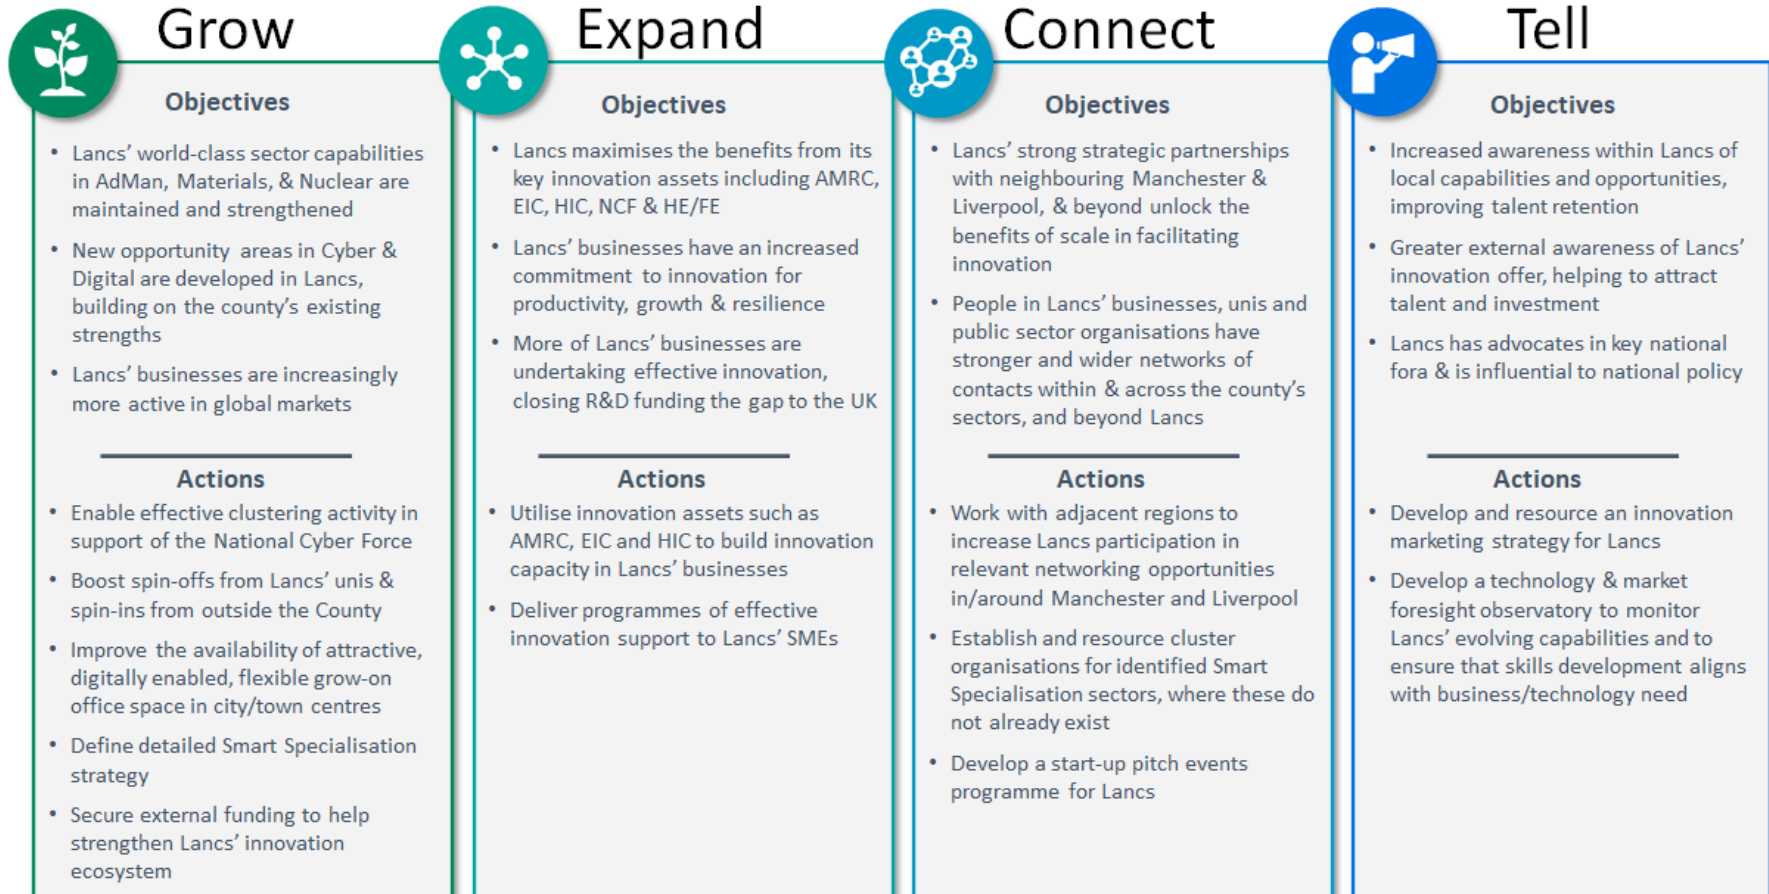 Grow
Objectives
• Lancs' world-class sector capabilities
in AdMan, Materials, & Nuclear are
maintained and strengthened
• New opportunity areas in Cyber &
Digital are developed in Lancs,
building on the county's existing
strengths
• Lancs' businesses are increasingly
more active in global markets
Actions
• Enable effective clustering activity in
support of the National Cyber Force
• Boost spin-offs from Lancs' unis &
spin-ins from outside the County
• Improve the availability of attractive,
digitally enabled, flexible grow-on
office space in city/town centres
• Define detailed Smart Specialisation
strategy
• Secure external funding to help
strengthen Lancs' innovation
ecosystem
Expand
Objectives
• Lancs maximises the benefits from its
key innovation assets including AMRC,
EIC, HIC, NCF & HE/FE
• Lancs' businesses have an increased
commitment to innovation for
productivity, growth & resilience
• More of Lancs' businesses are
undertaking effective innovation,
closing R&D funding the gap to the UK
Actions
• Utilise innovation assets such as
AMRC, EIC and HIC to build innovation
capacity in Lancs' businesses
• Deliver programmes of effective
innovation support to Lancs' SMEs
Connect
Objectives
• Lancs' strong strategic partnerships
with neighbouring Manchester &
Liverpool, & beyond unlock the
benefits of scale in facilitating
innovation
• People in Lancs' businesses, unis and
public sector organisations have
stronger and wider networks of
contacts within & across the county's
sectors, and beyond Lancs
Actions
• Work with adjacent regions to
increase Lancs participation in
relevant networking opportunities
in/around Manchester and Liverpool
• Establish and resource cluster
organisations for identified Smart
Specialisation sectors, where these do
not already exist
• Develop a start-up pitch events
programme for Lancs
Tell
Objectives
• Increased awareness within Lancs of
local capabilities and opportunities,
improving talent retention
• Greater external awareness of Lancs'
innovation offer, helping to attract
talent and investment
• Lancs has advocates in key national
fora & is influential to national policy
Actions
• Develop and resource an innovation
marketing strategy for Lancs
• Develop a technology & market
foresight observatory to monitor
Lancs' evolving capabilities and to
ensure that skills development aligns
with business/technology need